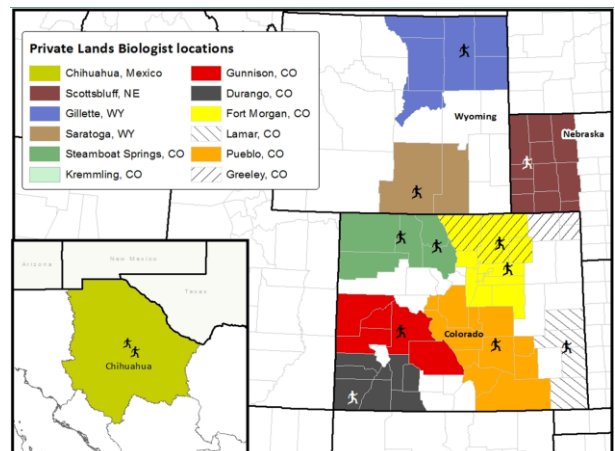 Private Lands Biologist locations
Chihuahua, Mexico
Scottsbluff, NE
Gillette, WY
Saratoga, WY
Steamboat Springs, CO
Kremmling, CO
Gunnison, CO
Durango, CO
Fort Morgan, CO
Lamar, CO
Pueblo, CO
Greeley, CO
Wyoming
Nebraska
Colorado
Arizona
New Mexico
Texas
Chihuahua